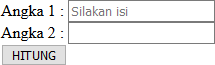 Angka 1 : Silakan isi
Angka 2 :
HITUNG